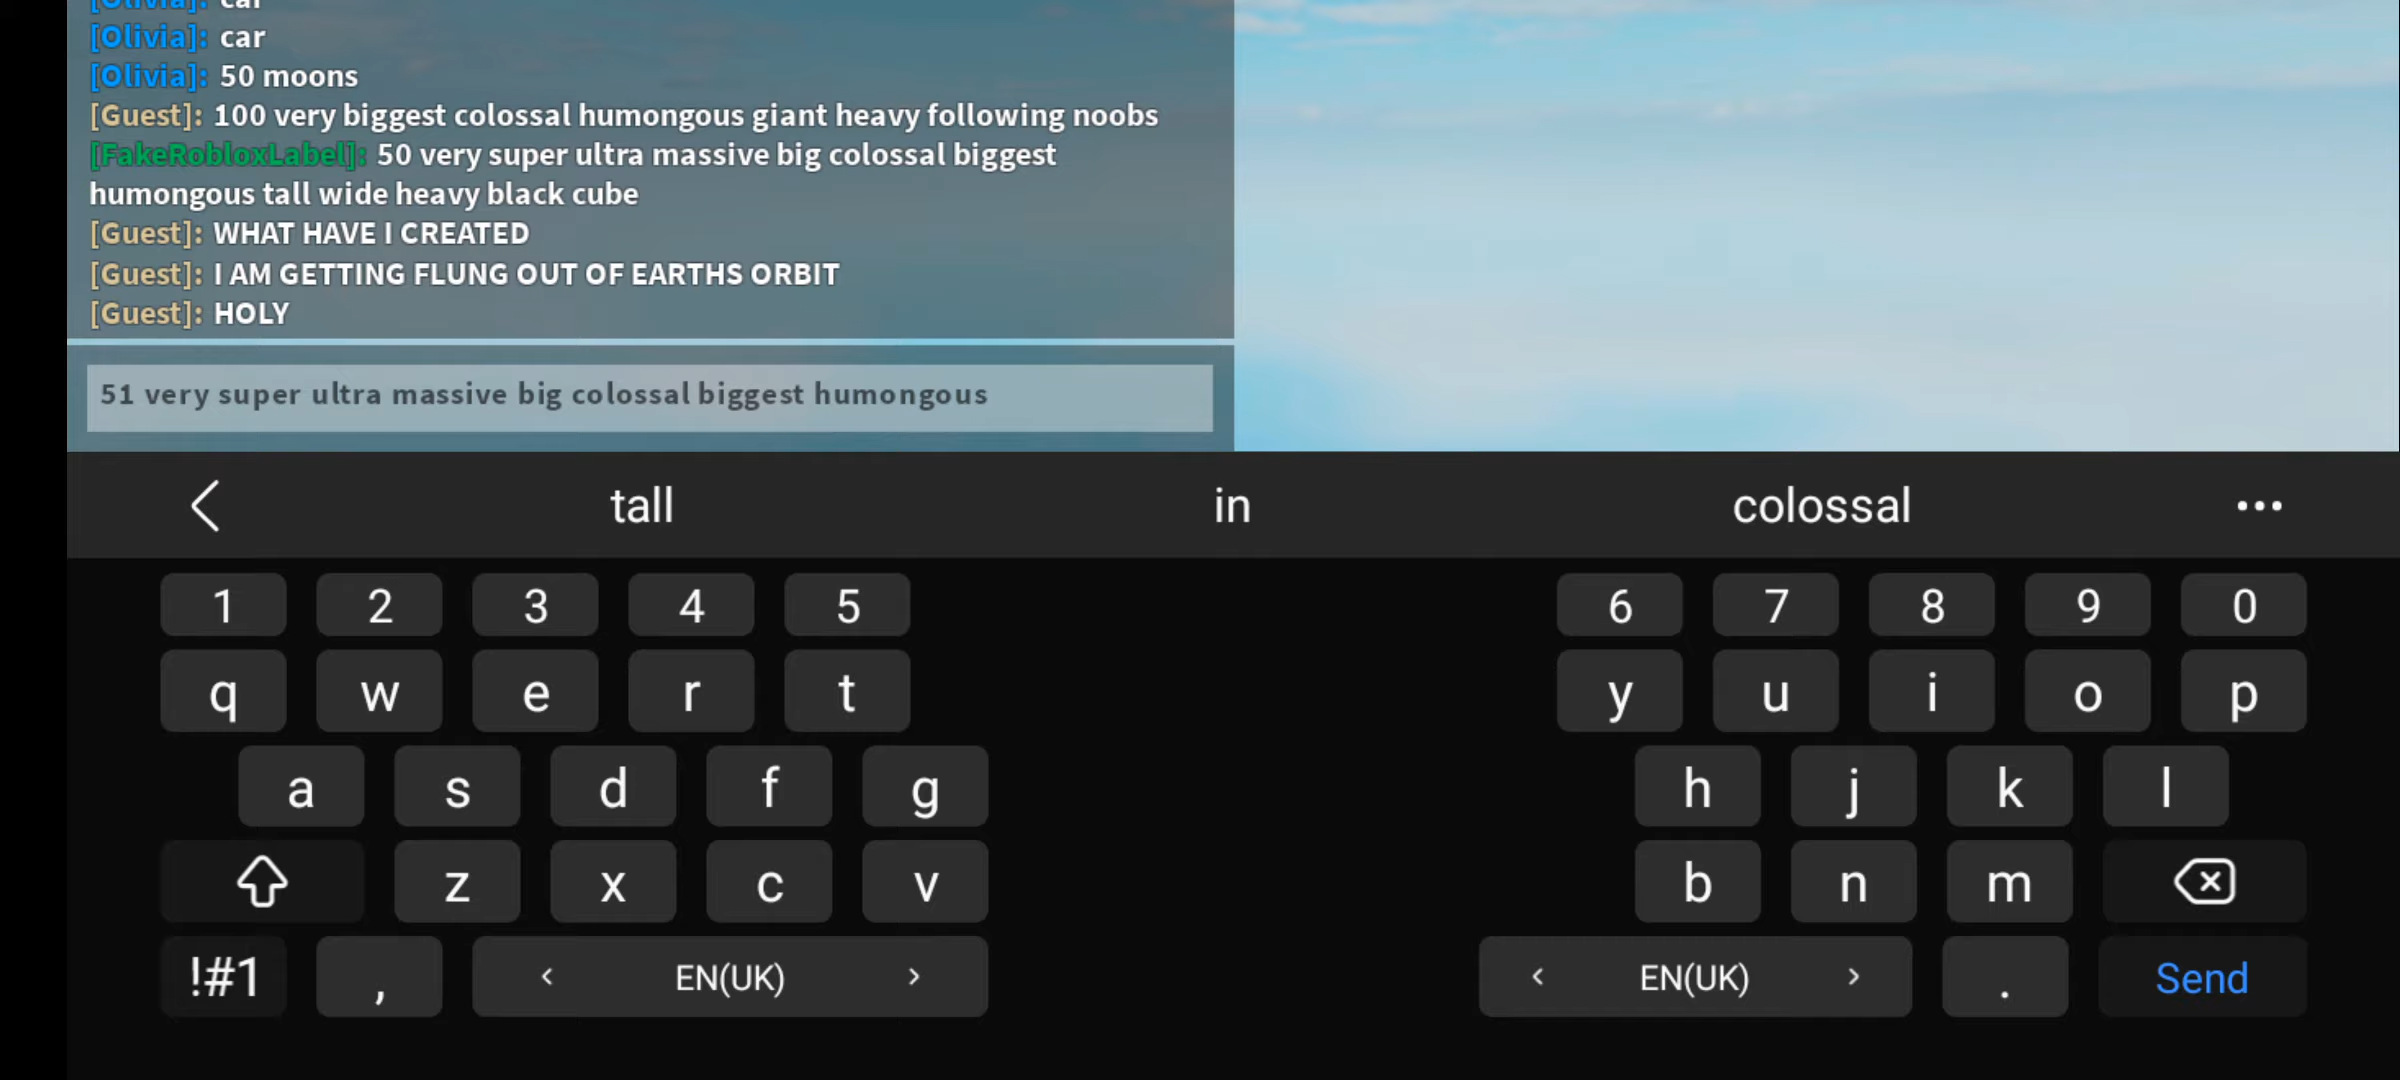 [Olivia]: car
[Olivia]: car
[Olivia]: 50 moons
[Guest]: 100 very biggest colossal humongous giant heavy following noobs
[FakeRobloxLabel]: 50 very super ultra massive big colossal biggest
humongous tall wide heavy black cube
[Guest]: WHAT HAVE I CREATED
[Guest]: I AM GETTING FLUNG OUT OF EARTHS ORBIT
[Guest]: HOLY
51 very super ultra massive big colossal biggest humongous
tall in colossal
1 2 3 4 5 6 7 8 9 0
q w e r t y u i o p
a s d f g h j k l
z x c v b n m
!#1 , < EN(UK) > < EN(UK) > . Send